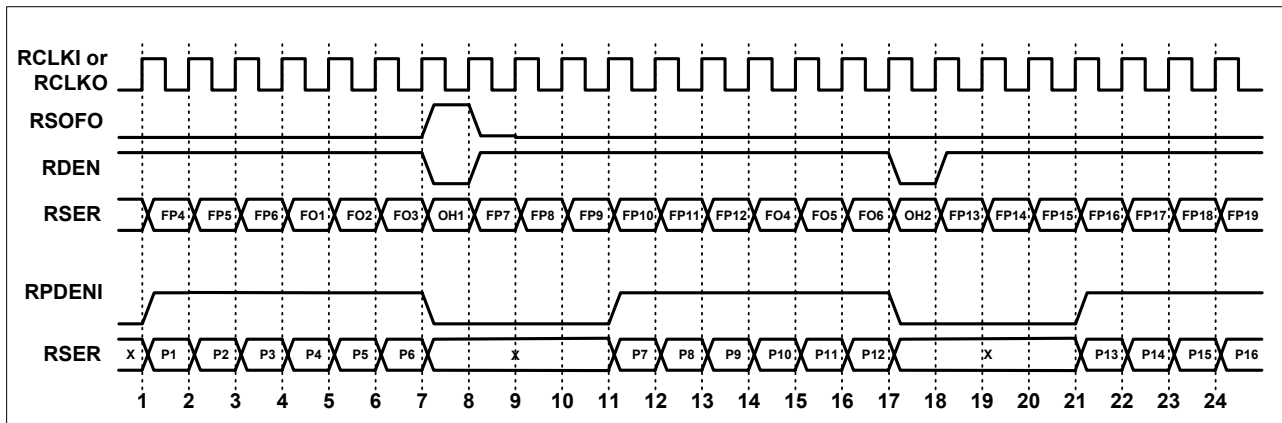 RCLKI or
RCLKO
RSOFO
RDEN
RSER FP4 FP5 FP6 FO1 FO2 FO3 OH1 FP7 FP8 FP9 FP10 FP11 FP12 FO4 FO5 FO6 OH2 FP13 FP14 FP15 FP16 FP17 FP18 FP19
RPDENI
RSER X P1 P2 P3 P4 P5 P6 X P7 P8 P9 P10 P11 P12 X P13 P14 P15 P16
1 2 3 4 5 6 7 8 9 10 11 12 13 14 15 16 17 18 19 20 21 22 23 24